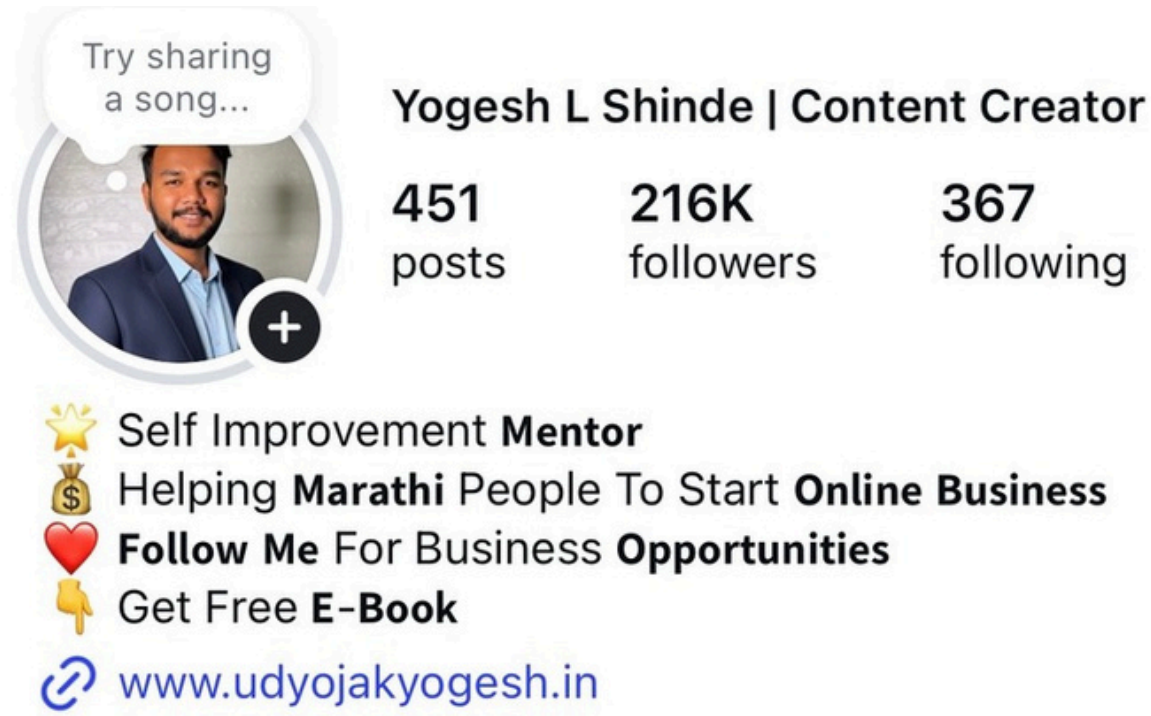 Try sharing
a song...
Yogesh L Shinde | Content Creator
451 216K 367
posts followers following
🌟 Self Improvement Mentor
💰 Helping Marathi People To Start Online Business
❤️ Follow Me For Business Opportunities
👇 Get Free E-Book
www.udyojakyogesh.in